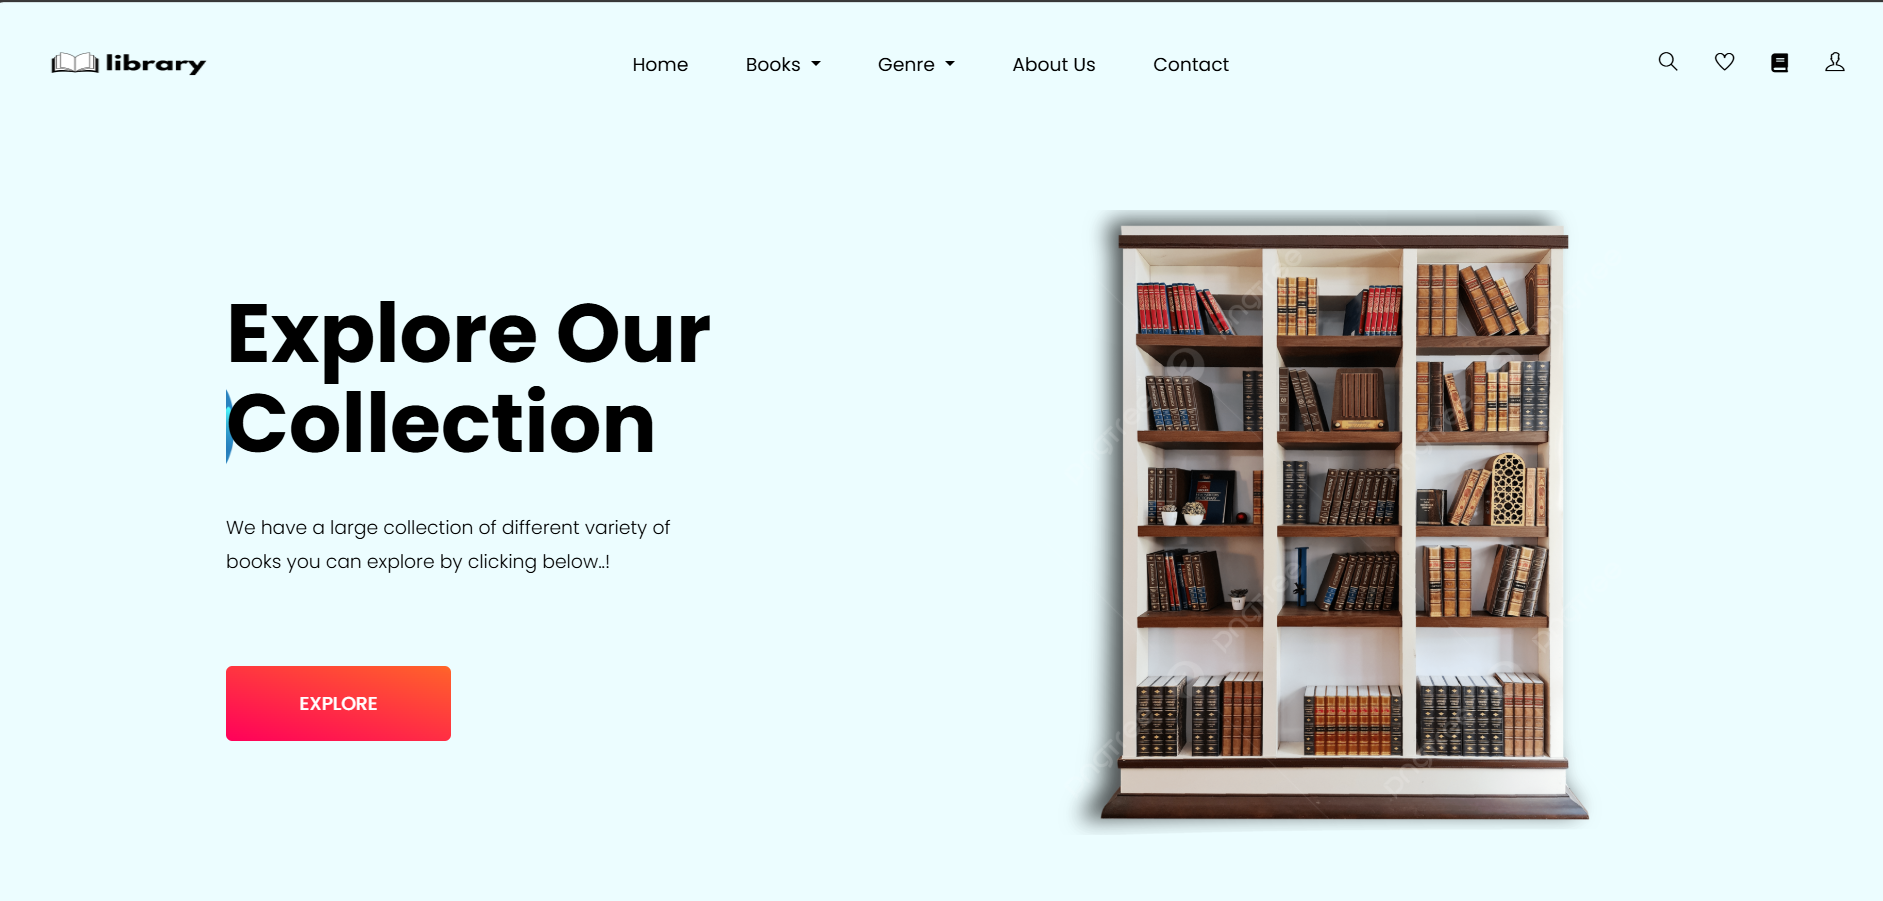 library
Home Books Genre About Us Contact
Explore Our
Collection
We have a large collection of different variety of
books you can explore by clicking below..!
EXPLORE
pngtree